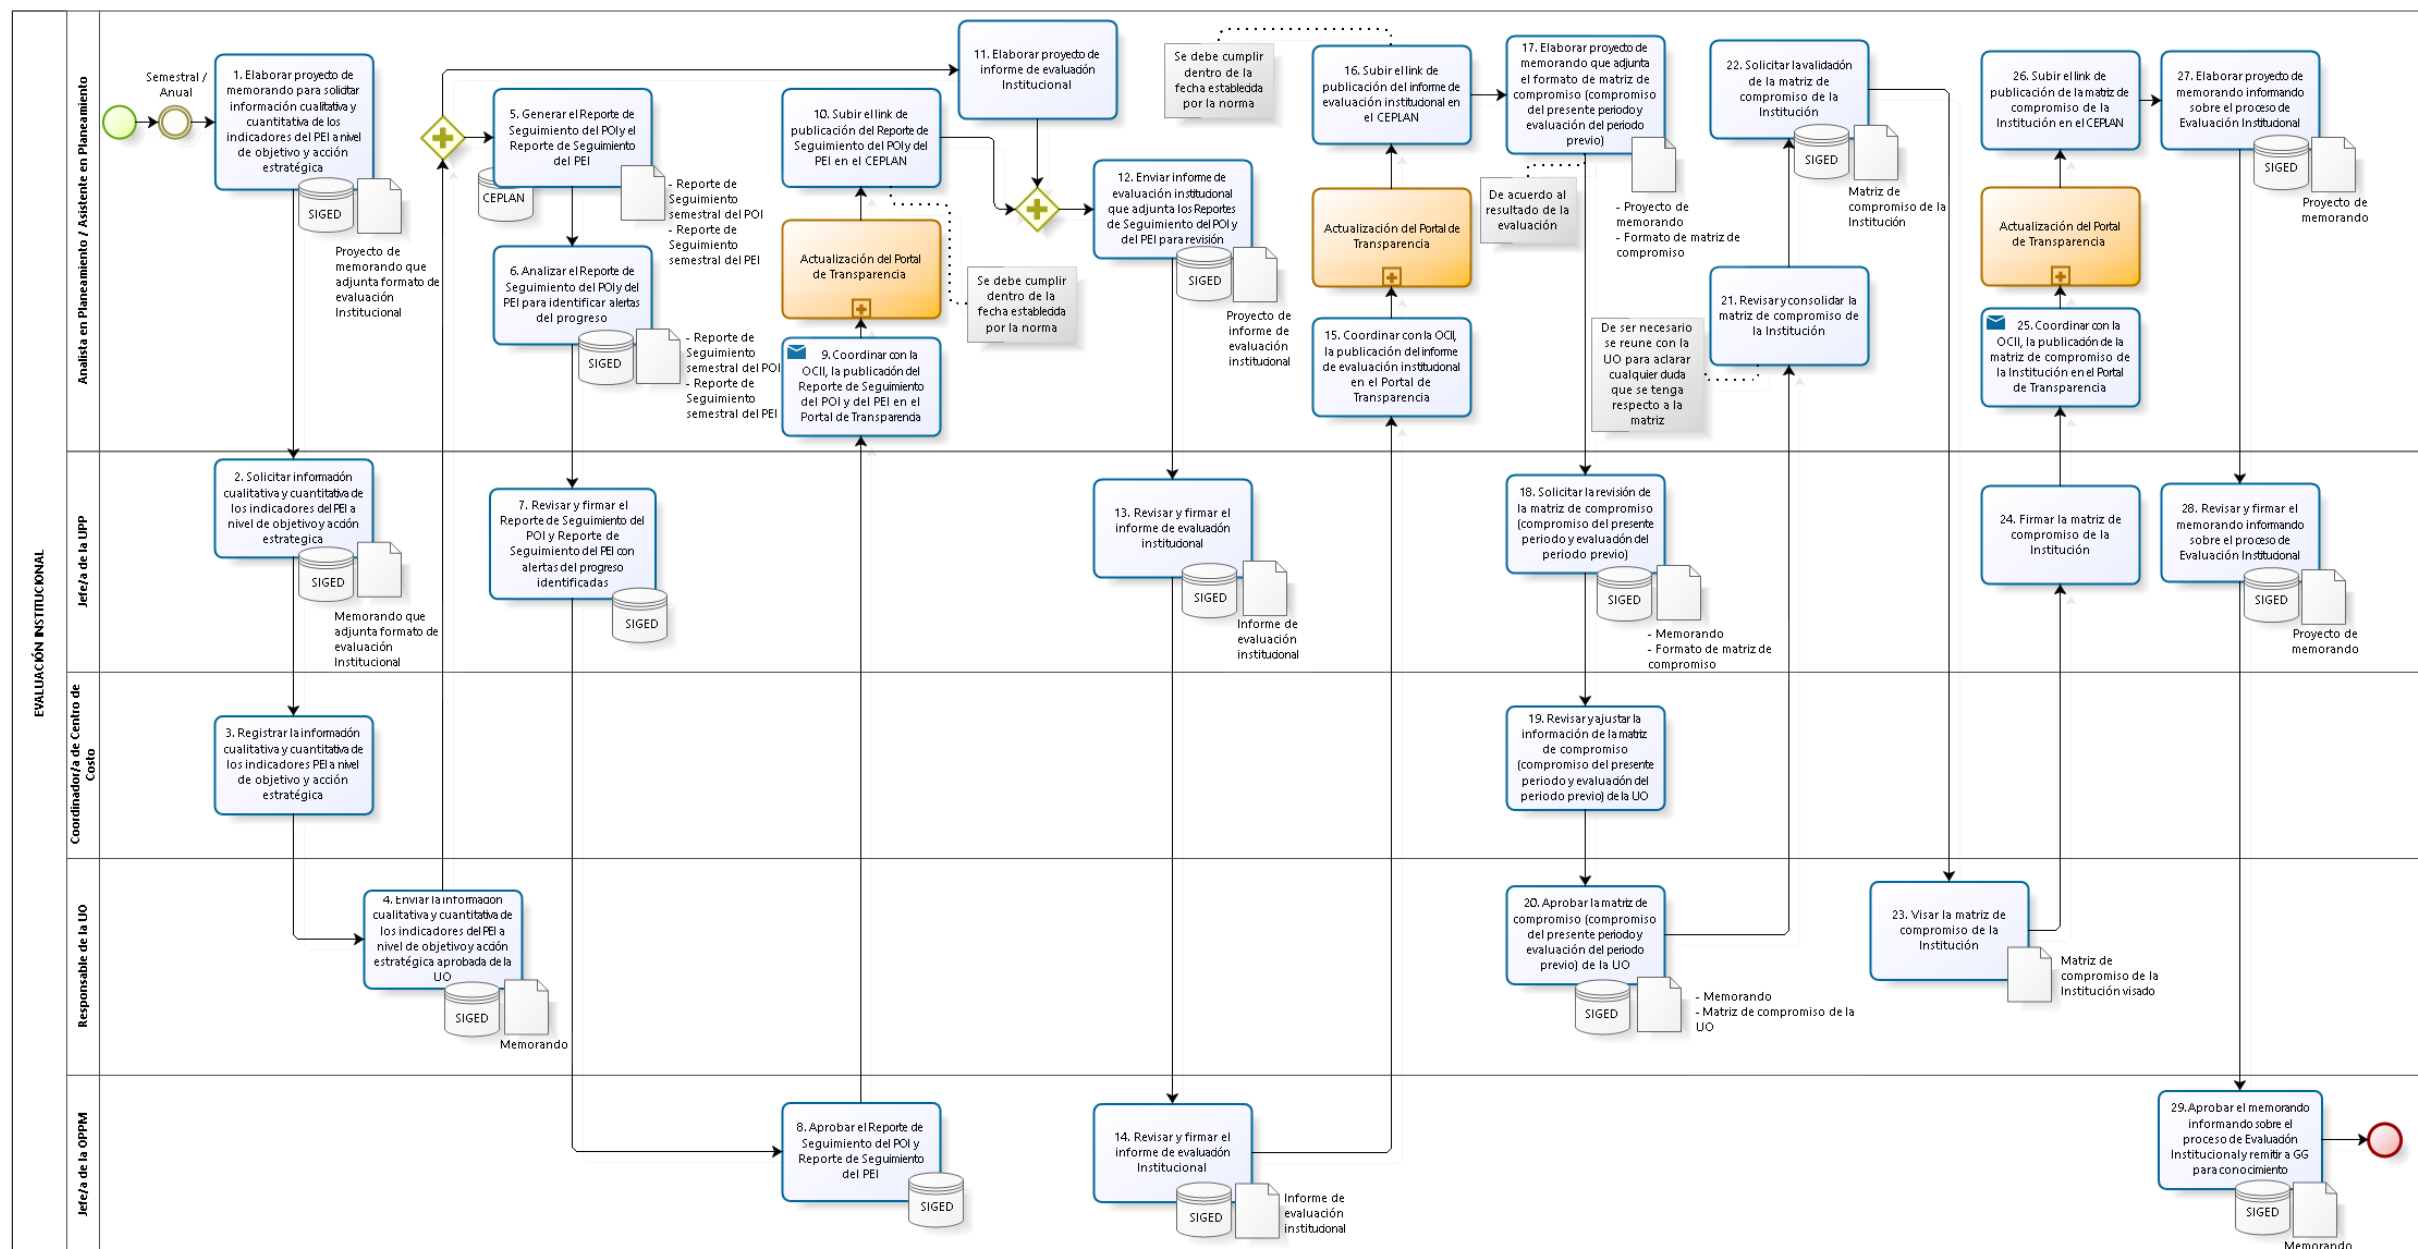 EVALUACIÓN INSTITUCIONAL
Analista en Planeamiento / Asistente en Planeamiento
Semestral /
Anual
1. Elaborar proyecto de
memorando para solicitar
información cualitativa y
cuantitativa de los
indicadores del PEI a nivel
de objetivo y acción
estratégica
SIGED
Proyecto de
memorando que
adjunta formato de
evaluación
Institucional
5. Generar el Reporte de
Seguimiento del POI y el
Reporte de Seguimiento
del PEI
CEPLAN
- Reporte de
Seguimiento
semestral del POI
- Reporte de
Seguimiento
semestral del PEI
6. Analizar el Reporte de
Seguimiento del POI y del
PEI para identificar alertas
del progreso
SIGED
- Reporte de
Seguimiento
semestral del POI
- Reporte de
Seguimiento
semestral del PEI
10. Subir el link de
publicación del Reporte de
Seguimiento del POI y del
PEI en el CEPLAN
Actualización del Portal
de Transparencia
9. Coordinar con la
OCII, la publicación del
Reporte de Seguimiento
del POI y del PEI en el
Portal de Transparencia
11. Elaborar proyecto de
informe de evaluación
Institucional
Se debe cumplir
dentro de la
fecha establecida
por la norma
12. Enviar informe de
evaluación institucional
que adjunta los Reportes
de Seguimiento del POI y
del PEI para revisión
SIGED
Proyecto de
informe de
evaluación
institucional
Se debe cumplir
dentro de la
fecha establecida
por la norma
16. Subir el link de
publicación del informe de
evaluación institucional en
el CEPLAN
Actualización del Portal de
Transparencia
15. Coordinar con la OCII,
la publicación del informe
de evaluación institucional
en el Portal de
Transparencia
17. Elaborar proyecto de
memorando que adjunta
el formato de matriz de
compromiso (compromiso
del presente periodo y
evaluación del periodo
previo)
De acuerdo al
resultado de la
evaluación
- Proyecto de
memorando
- Formato de matriz de
compromiso
22. Solicitar la validación
de la matriz de
compromiso de la
Institución
SIGED
Matriz de
compromiso de la
Institución
21. Revisar y consolidar la
matriz de compromiso de
la Institución
De ser necesario
se reune con la
UO para aclarar
cualquier duda
que se tenga
respecto a la
matriz
26. Subir el link de
publicación de la matriz de
compromiso de la
Institución en el CEPLAN
Actualización del Portal
de Transparencia
25. Coordinar con la
OCII, la publicación de la
matriz de compromiso de
la Institución en el Portal
de Transparencia
27. Elaborar proyecto de
memorando informando
sobre el proceso de
Evaluación Institucional
SIGED
Proyecto de
memorando
Jefe/a de la UPP
2. Solicitar información
cualitativa y cuantitativa de
los indicadores del PEI a
nivel de objetivo y acción
estrategica
SIGED
Memorando que
adjunta formato de
evaluación
Institucional
7. Revisar y firmar el
Reporte de Seguimiento del
POI y Reporte de
Seguimiento del PEI con
alertas del progreso
identificadas
SIGED
13. Revisar y firmar el
informe de evaluación
institucional
SIGED
Informe de
evaluación
institucional
18. Solicitar la revisión de
la matriz de compromiso
(compromiso del presente
periodo y evaluación del
periodo previo)
SIGED
- Memorando
- Formato de matriz de
compromiso
24. Firmar la matriz de
compromiso de la
Institución
28. Revisar y firmar el
memorando informando
sobre el proceso de
Evaluación Institucional
SIGED
Proyecto de
memorando
Coordinador/a de Centro de
Costo
3. Registrar la información
cualitativa y cuantitativa de
los indicadores PEI a nivel
de objetivo y acción
estratégica
19. Revisar y ajustar la
información de la matriz
de compromiso
(compromiso del presente
periodo y evaluación del
periodo previo) de la UO
Responsable de la UO
4. Enviar la información
cualitativa y cuantitativa de
los indicadores del PEI a
nivel de objetivo y acción
estratégica aprobada de la
UO
SIGED
Memorando
20. Aprobar la matriz de
compromiso (compromiso
del presente periodo y
evaluación del periodo
previo) de la UO
SIGED
- Memorando
- Matriz de compromiso de la
UO
23. Visar la matriz de
compromiso de la
Institución
Matriz de
compromiso de la
Institución visado
Jefe/a de la OPPM
8. Aprobar el Reporte de
Seguimiento del POI y
Reporte de Seguimiento
del PEI
SIGED
14. Revisar y firmar el
informe de evaluación
Institucional
SIGED
Informe de
evaluación
institucional
29. Aprobar el memorando
informando sobre el
proceso de Evaluación
Institucional y remitir a GG
para conocimiento
SIGED
Memorando